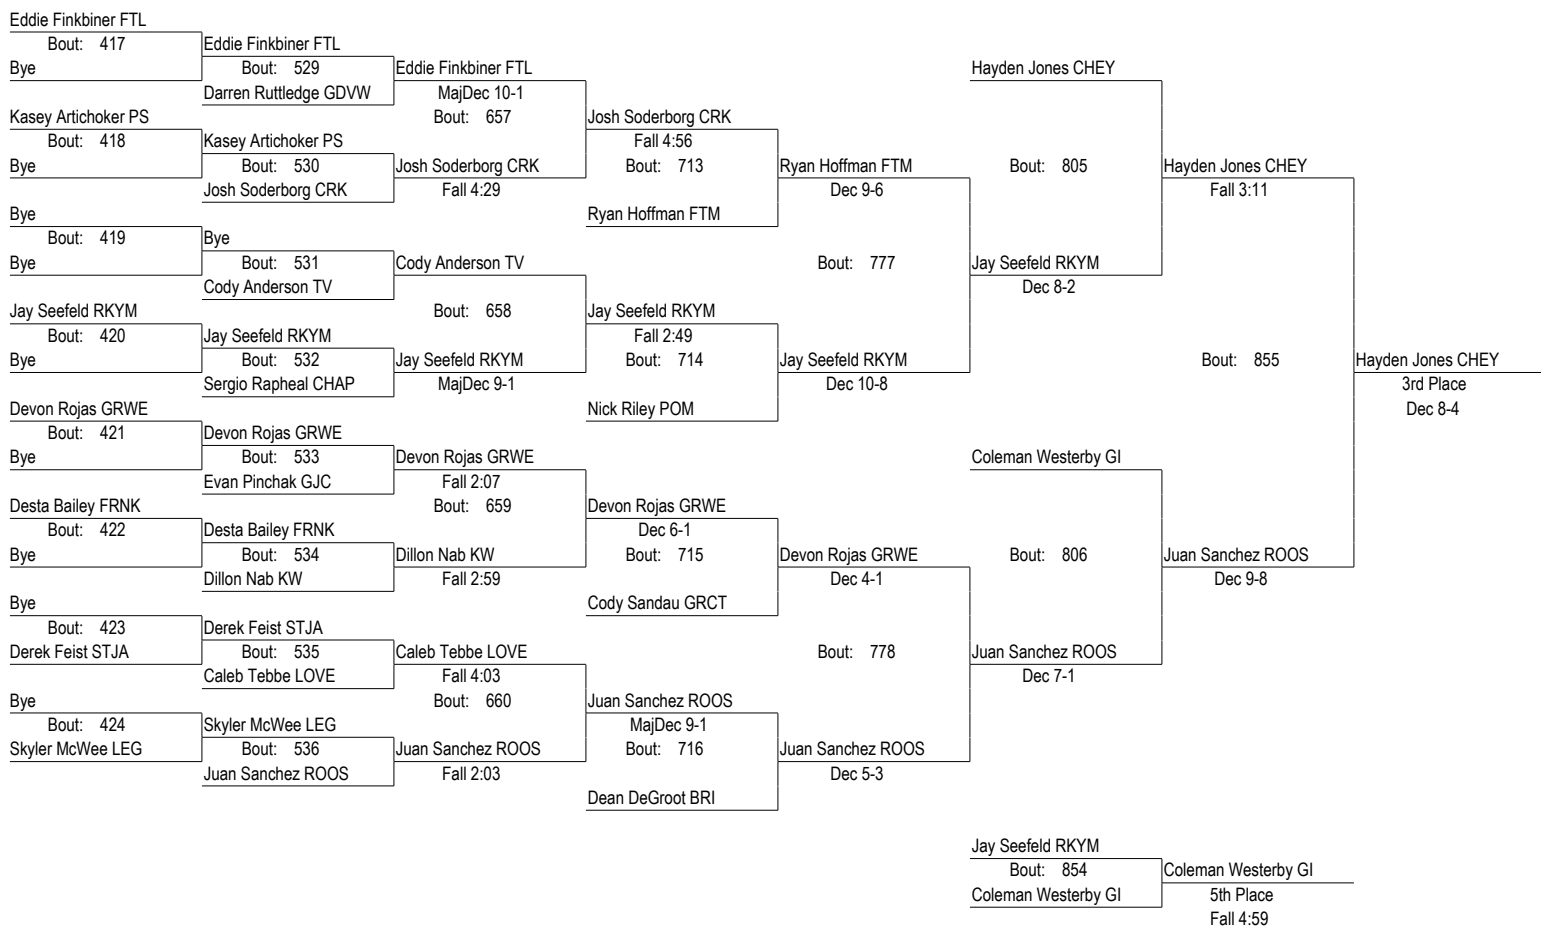 Eddie Finkbiner FTL
Bout: 417
Bye
Kasey Artichoker PS
Bout: 418
Bye
Bye
Bout: 419
Bye
Jay Seefeld RKYM
Bout: 420
Bye
Devon Rojas GRWE
Bout: 421
Bye
Desta Bailey FRNK
Bout: 422
Bye
Bye
Bout: 423
Derek Feist STJA
Bye
Bout: 424
Skyler McWee LEG
Eddie Finkbiner FTL
Bout: 529
Darren Ruttledge GDVW
Kasey Artichoker PS
Bout: 530
Josh Soderborg CRK
Bye
Bout: 531
Cody Anderson TV
Jay Seefeld RKYM
Bout: 532
Sergio Rapheal CHAP
Devon Rojas GRWE
Bout: 533
Evan Pinchak GJC
Desta Bailey FRNK
Bout: 534
Dillon Nab KW
Derek Feist STJA
Bout: 535
Caleb Tebbe LOVE
Skyler McWee LEG
Bout: 536
Juan Sanchez ROOS
Eddie Finkbiner FTL
MajDec 10-1
Bout: 657
Josh Soderborg CRK
Fall 4:29
Cody Anderson TV
Bout: 658
Jay Seefeld RKYM
MajDec 9-1
Devon Rojas GRWE
Fall 2:07
Bout: 659
Dillon Nab KW
Fall 2:59
Caleb Tebbe LOVE
Fall 4:03
Bout: 660
Juan Sanchez ROOS
Fall 2:03
Josh Soderborg CRK
Fall 4:56
Bout: 713
Ryan Hoffman FTM
Jay Seefeld RKYM
Fall 2:49
Bout: 714
Nick Riley POM
Devon Rojas GRWE
Dec 6-1
Bout: 715
Cody Sandau GRCT
Juan Sanchez ROOS
MajDec 9-1
Bout: 716
Dean DeGroot BRI
Ryan Hoffman FTM
Dec 9-6
Bout: 777
Jay Seefeld RKYM
Dec 10-8
Devon Rojas GRWE
Dec 4-1
Bout: 778
Juan Sanchez ROOS
Dec 5-3
Hayden Jones CHEY
Bout: 805
Jay Seefeld RKYM
Dec 8-2
Coleman Westerby GI
Bout: 806
Juan Sanchez ROOS
Dec 7-1
Hayden Jones CHEY
Fall 3:11
Bout: 855
Juan Sanchez ROOS
Dec 9-8
Hayden Jones CHEY
3rd Place
Dec 8-4
Jay Seefeld RKYM
Bout: 854
Coleman Westerby GI
Coleman Westerby GI
5th Place
Fall 4:59